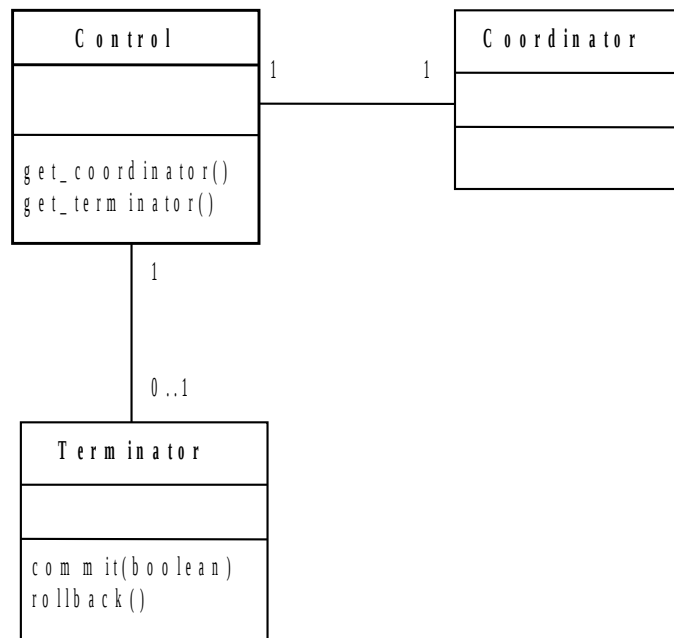 Control
Coordinator
1
1
get_coordinator()
get_terminator()
1
0..1
Terminator
commit(boolean)
rollback()